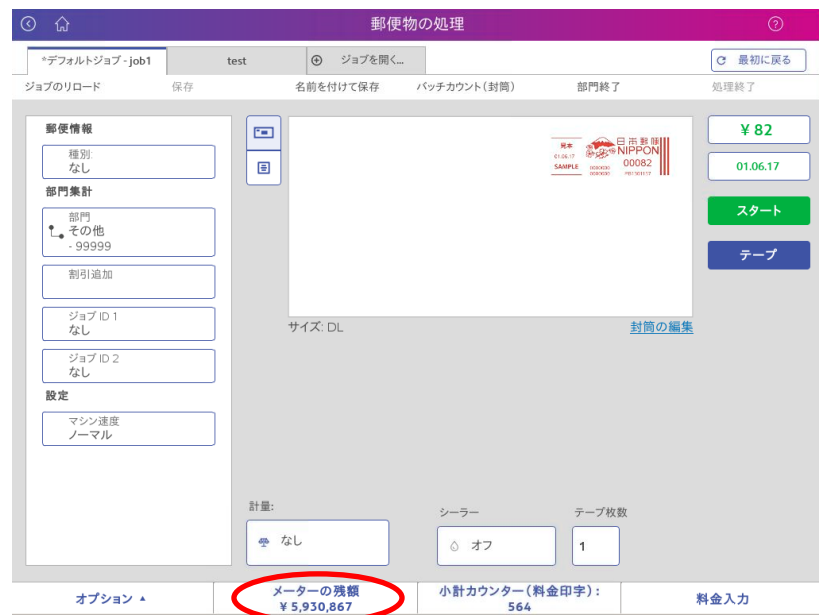 郵便物の処理
*デフォルトジョブ - job1
test
ジョブを開く...
最初に戻る
ジョブのリロード
保存
名前を付けて保存
バッチカウント(封筒)
部門終了
処理終了
郵便情報
種別:
なし
部門集計
部門
その他
- 99999
割引追加
ジョブ ID 1
なし
ジョブ ID 2
なし
設定
マシン速度
ノーマル
見本
01.06.17
SAMPLE
日本郵便
NIPPON
00082
サイズ: DL
封筒の編集
¥ 82
01.06.17
スタート
テープ
計量:
なし
シーラー
オフ
テープ枚数
1
オプション
メーターの残額
¥ 5,930,867
小計カウンター(料金印字):
564
料金入力